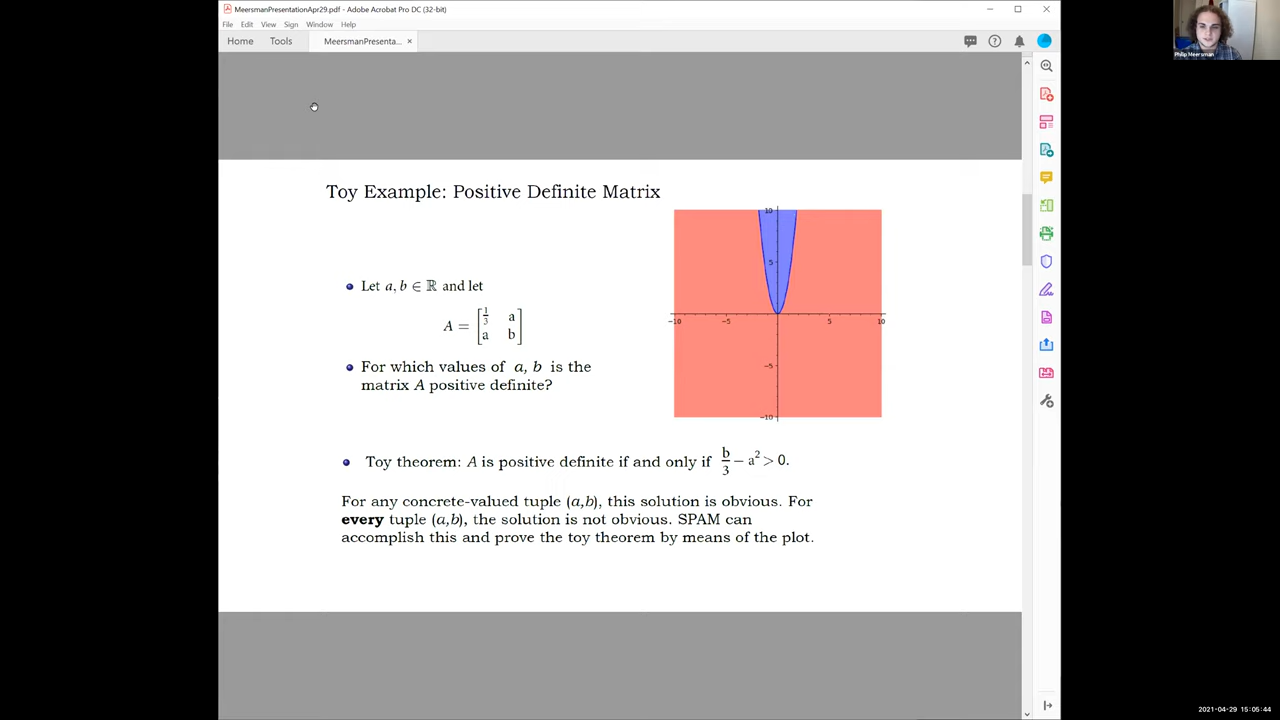 MeersmanPresentationApr29.pdf - Adobe Acrobat Pro DC (32-bit)
File Edit View Sign Window Help
Home Tools MeersmanPresenta... ×
Philip Meersman
Toy Example: Positive Definite Matrix
10
5
-10 -5 5 10
-5
-10
Let a, b ∈ ℝ and let
A = [1/3 a
a b]
For which values of a, b is the
matrix A positive definite?
Toy theorem: A is positive definite if and only if b/3 − a² > 0.
For any concrete-valued tuple (a,b), this solution is obvious. For
every tuple (a,b), the solution is not obvious. SPAM can
accomplish this and prove the toy theorem by means of the plot.
2021-04-29 15:05:44